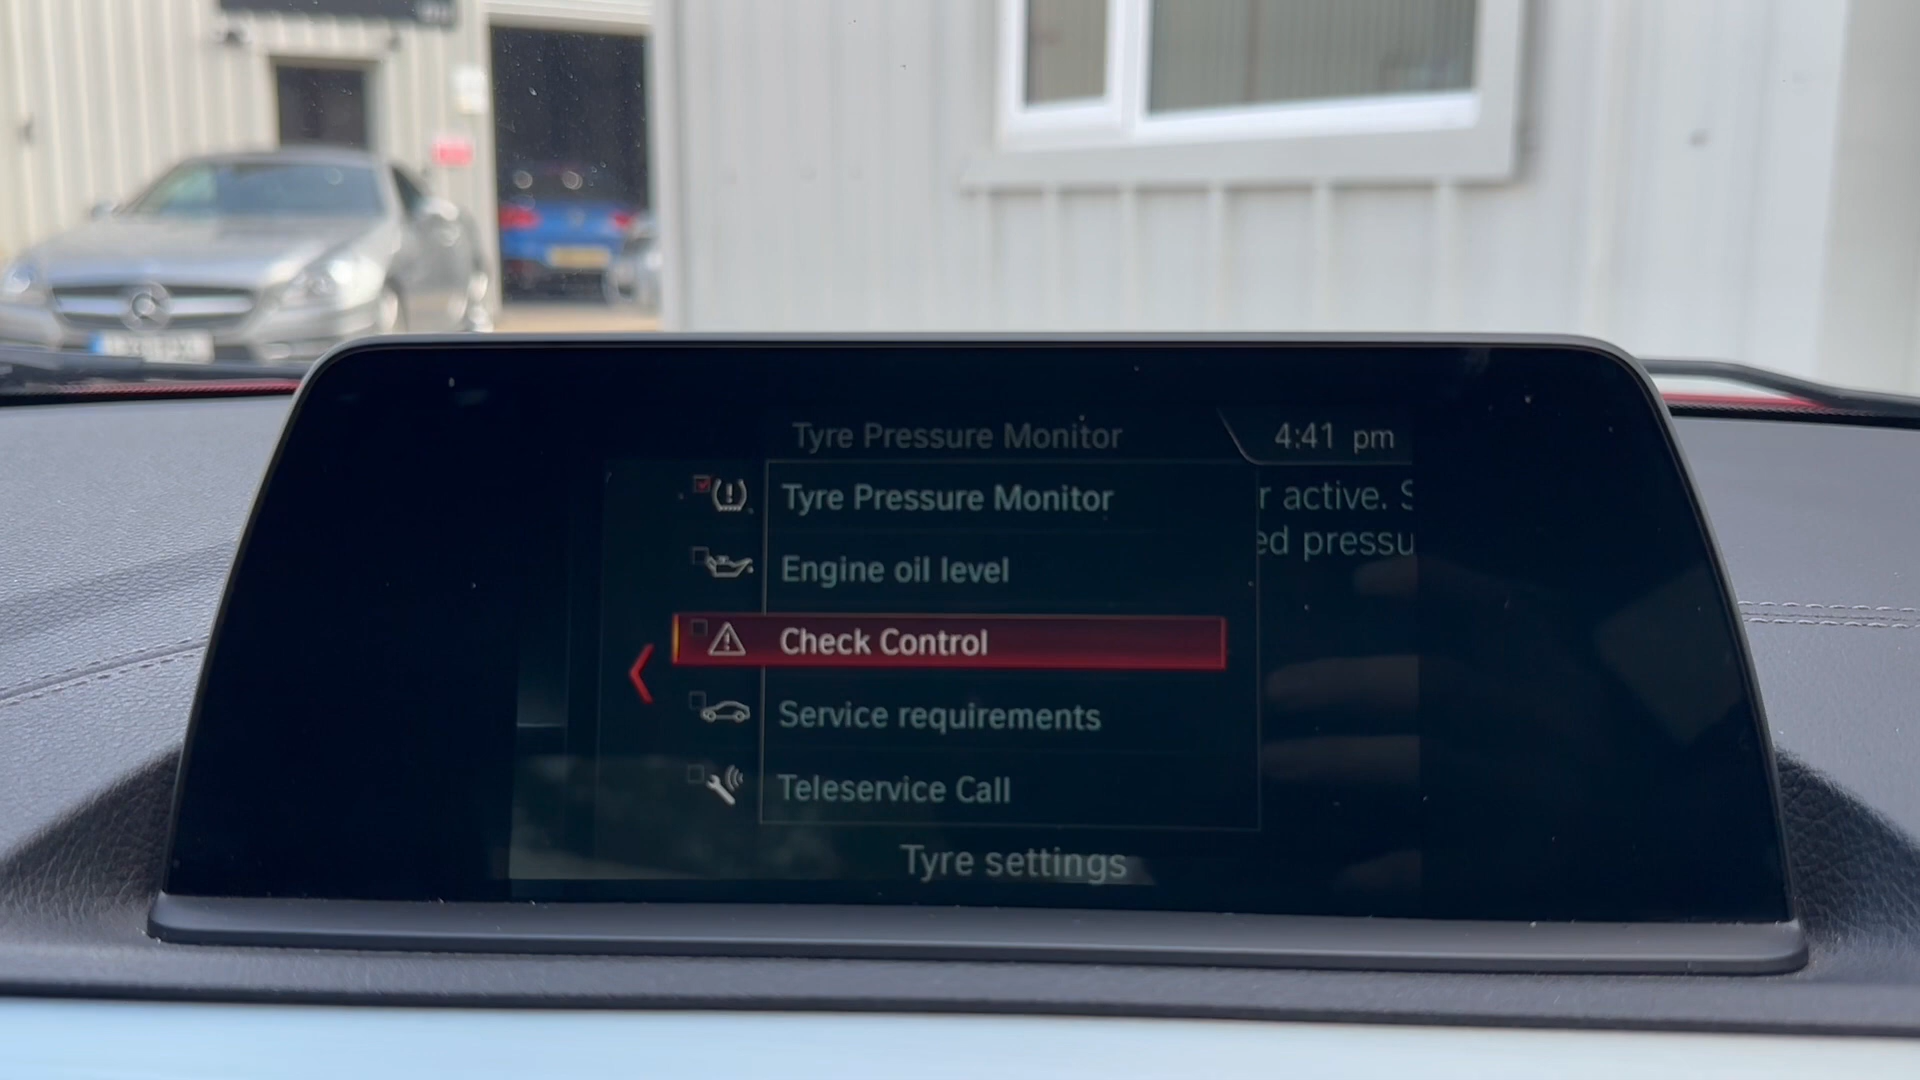 Tyre Pressure Monitor
4:41 pm
Tyre Pressure Monitor
r active. S
Engine oil level
ed pressu
Check Control
Service requirements
Teleservice Call
Tyre settings